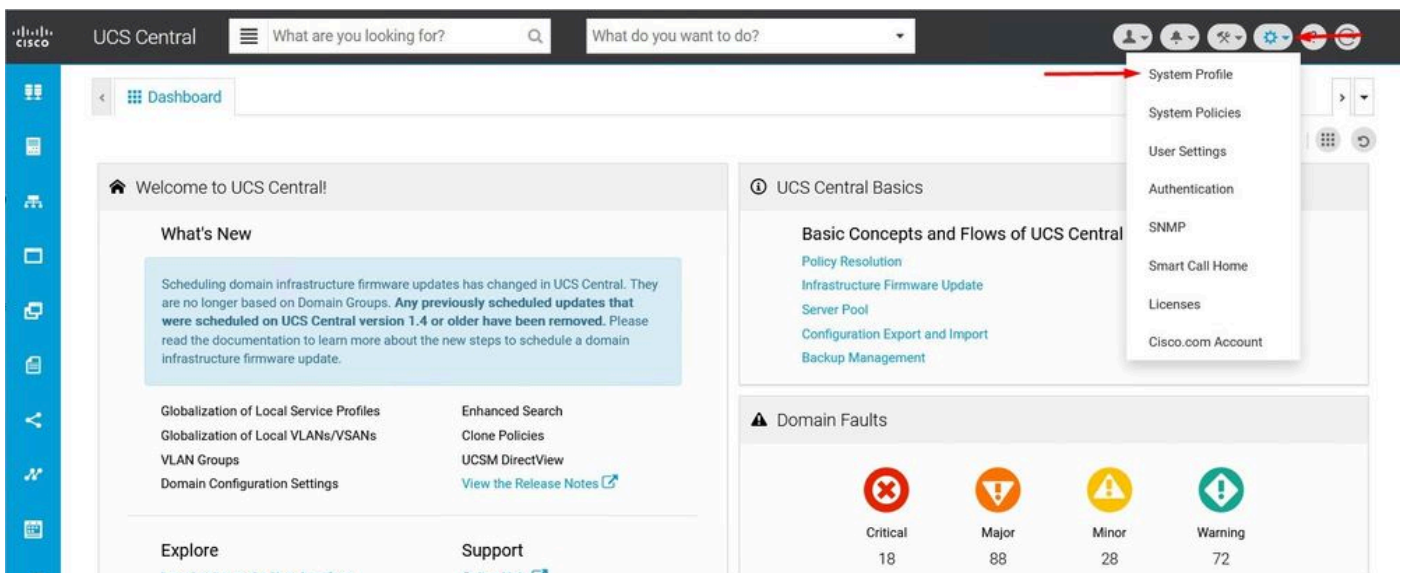 CISCO
UCS Central
What are you looking for?
What do you want to do?
Dashboard
System Profile
System Policies
User Settings
Authentication
SNMP
Smart Call Home
Licenses
Cisco.com Account
Welcome to UCS Central!
What's New
Scheduling domain infrastructure firmware updates has changed in UCS Central. They
are no longer based on Domain Groups. Any previously scheduled updates that
were scheduled on UCS Central version 1.4 or older have been removed. Please
read the documentation to learn more about the new steps to schedule a domain
infrastructure firmware update.
Globalization of Local Service Profiles
Globalization of Local VLANs/VSANs
VLAN Groups
Domain Configuration Settings
Enhanced Search
Clone Policies
UCSM DirectView
View the Release Notes
Explore
Support
UCS Central Basics
Basic Concepts and Flows of UCS Central
Policy Resolution
Infrastructure Firmware Update
Server Pool
Configuration Export and Import
Backup Management
Domain Faults
Critical
18
Major
88
Minor
28
Warning
72